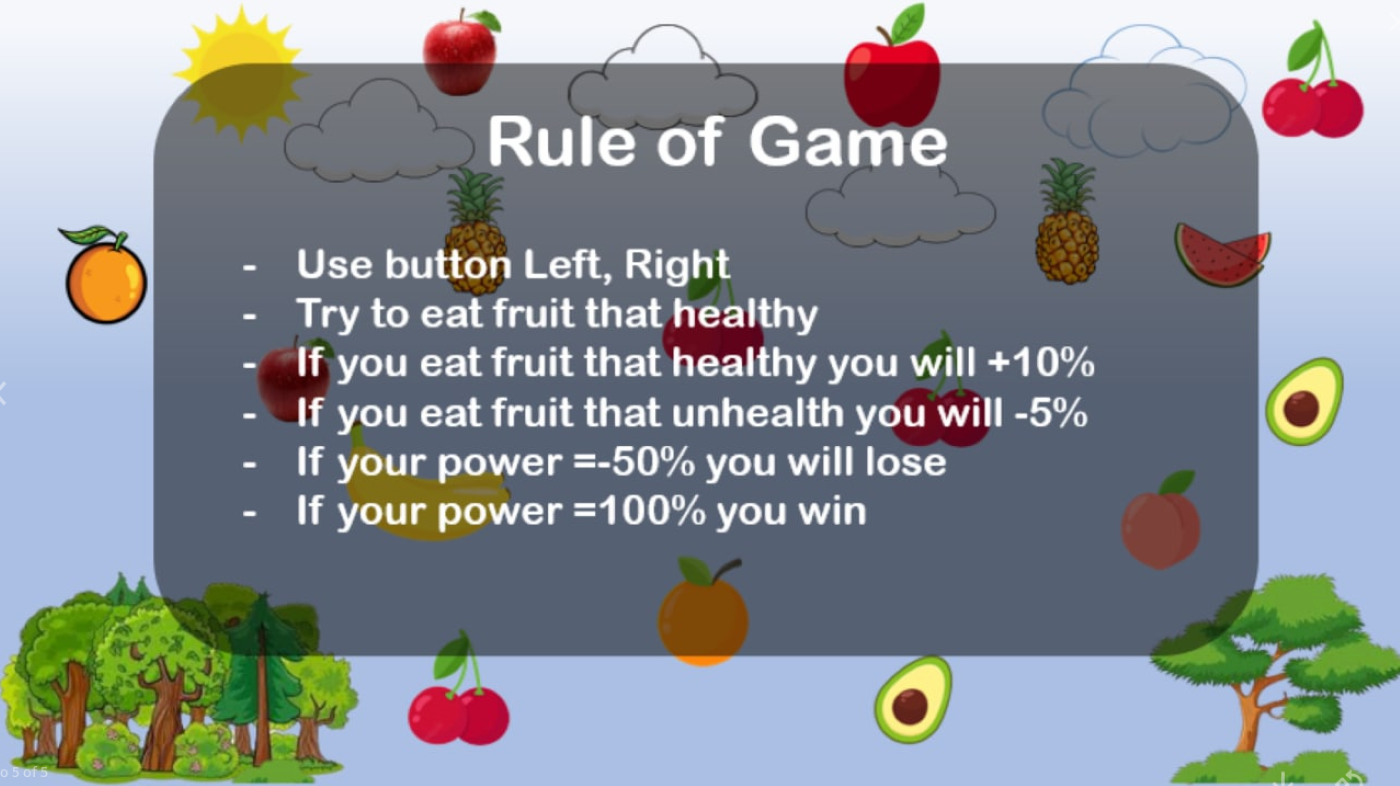 Rule of Game
- Use button Left, Right
- Try to eat fruit that healthy
- If you eat fruit that healthy you will +10%
- If you eat fruit that unhealth you will -5%
- If your power =-50% you will lose
- If your power =100% you win
o 5 of 5